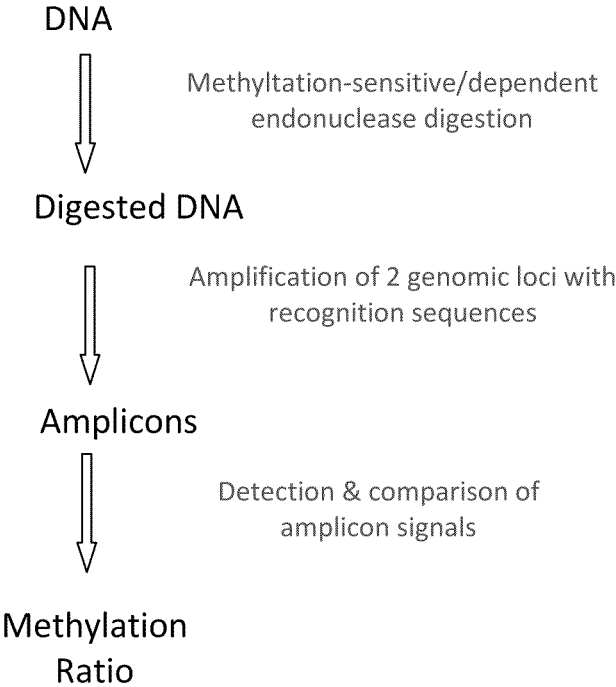 DNA
Methyltation-sensitive/dependent
endonuclease digestion
Digested DNA
Amplification of 2 genomic loci with
recognition sequences
Amplicons
Detection & comparison of
amplicon signals
Methylation
Ratio